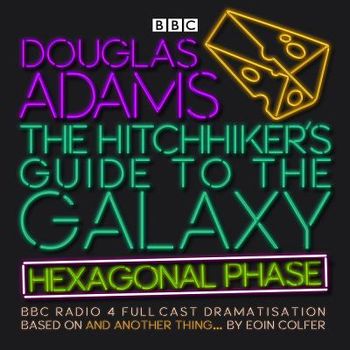 BBC
DOUGLAS
ADAMS
THE HITCHHIKER'S
GUIDE TO THE
GALAXY
HEXAGONAL PHASE
BBC RADIO 4 FULL CAST DRAMATISATION
BASED ON AND ANOTHER THING... BY EOIN COLFER